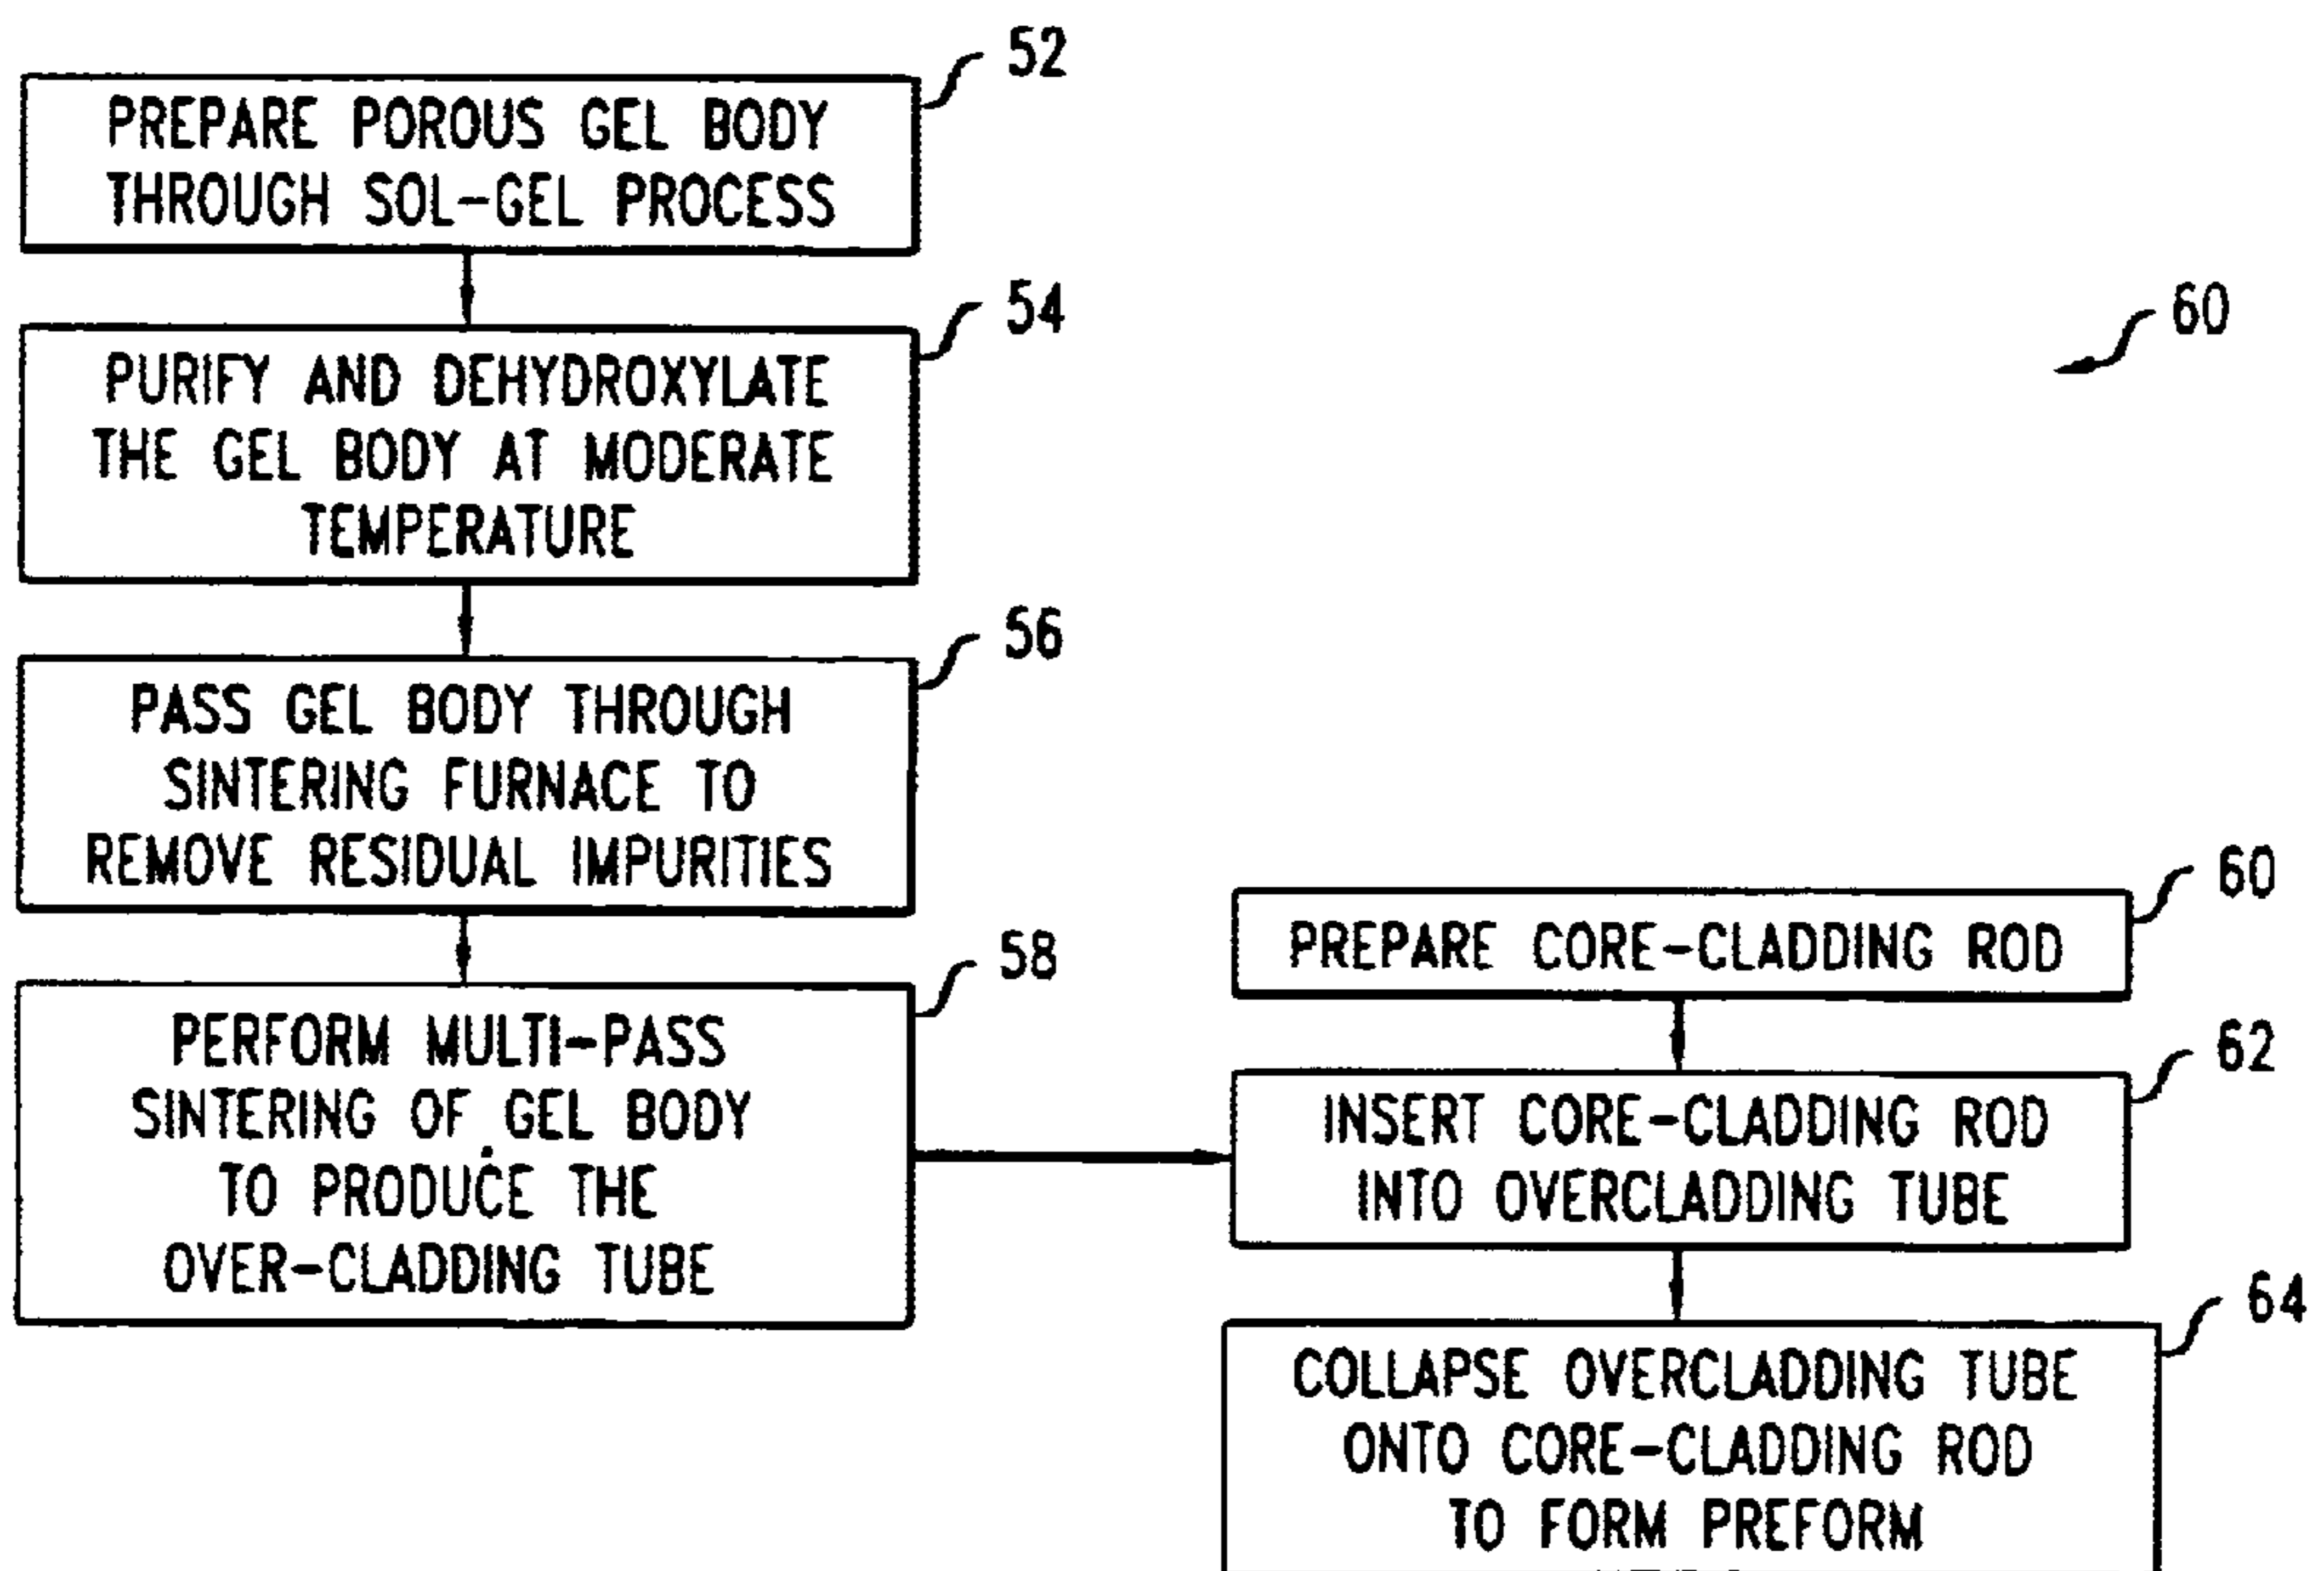 52
PREPARE POROUS GEL BODY
THROUGH SOL-GEL PROCESS
54
PURIFY AND DEHYDROXYLATE
THE GEL BODY AT MODERATE
TEMPERATURE
60
56
PASS GEL BODY THROUGH
SINTERING FURNACE TO
REMOVE RESIDUAL IMPURITIES
58
PERFORM MULTI-PASS
SINTERING OF GEL BODY
TO PRODUCE THE
OVER-CLADDING TUBE
60
PREPARE CORE-CLADDING ROD
62
INSERT CORE-CLADDING ROD
INTO OVERCLADDING TUBE
64
COLLAPSE OVERCLADDING TUBE
ONTO CORE-CLADDING ROD
TO FORM PREFORM